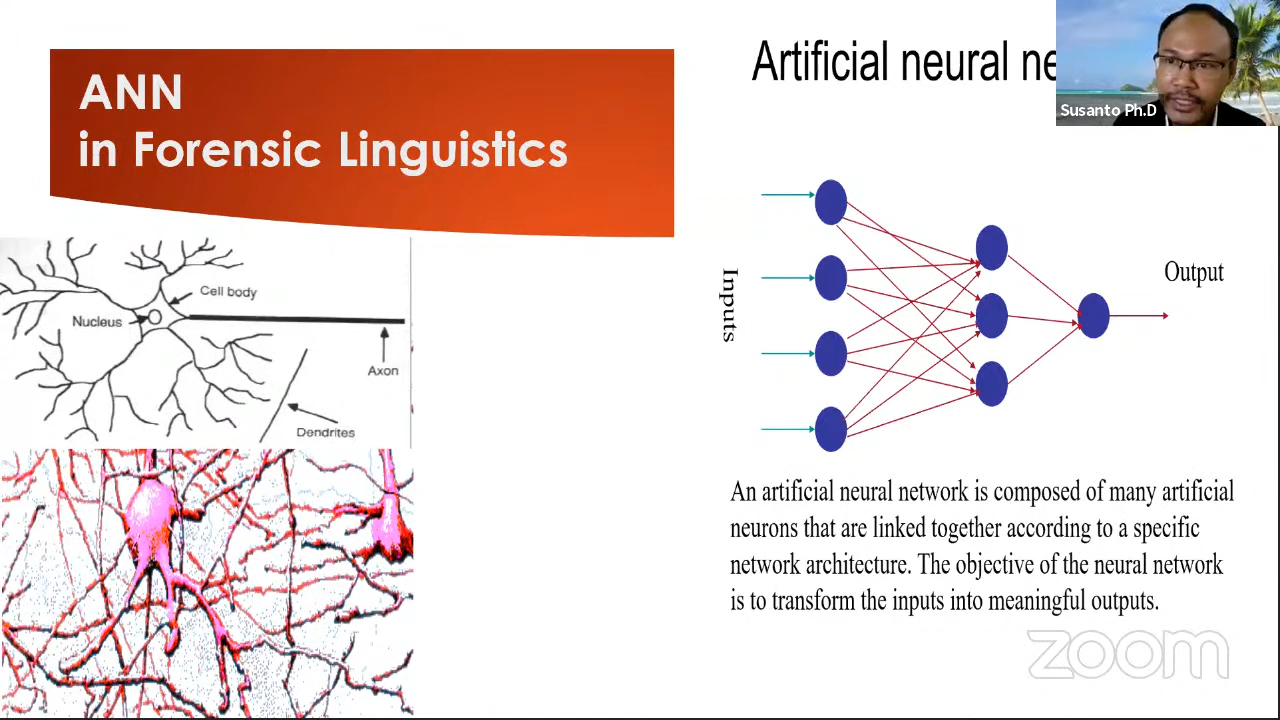 ANN
in Forensic Linguistics
Cell body
Nucleus
Axon
Dendrites
Artificial neural
Susanto Ph.D
Inputs
Output
An artificial neural network is composed of many artificial
neurons that are linked together according to a specific
network architecture. The objective of the neural network
is to transform the inputs into meaningful outputs.
zoom